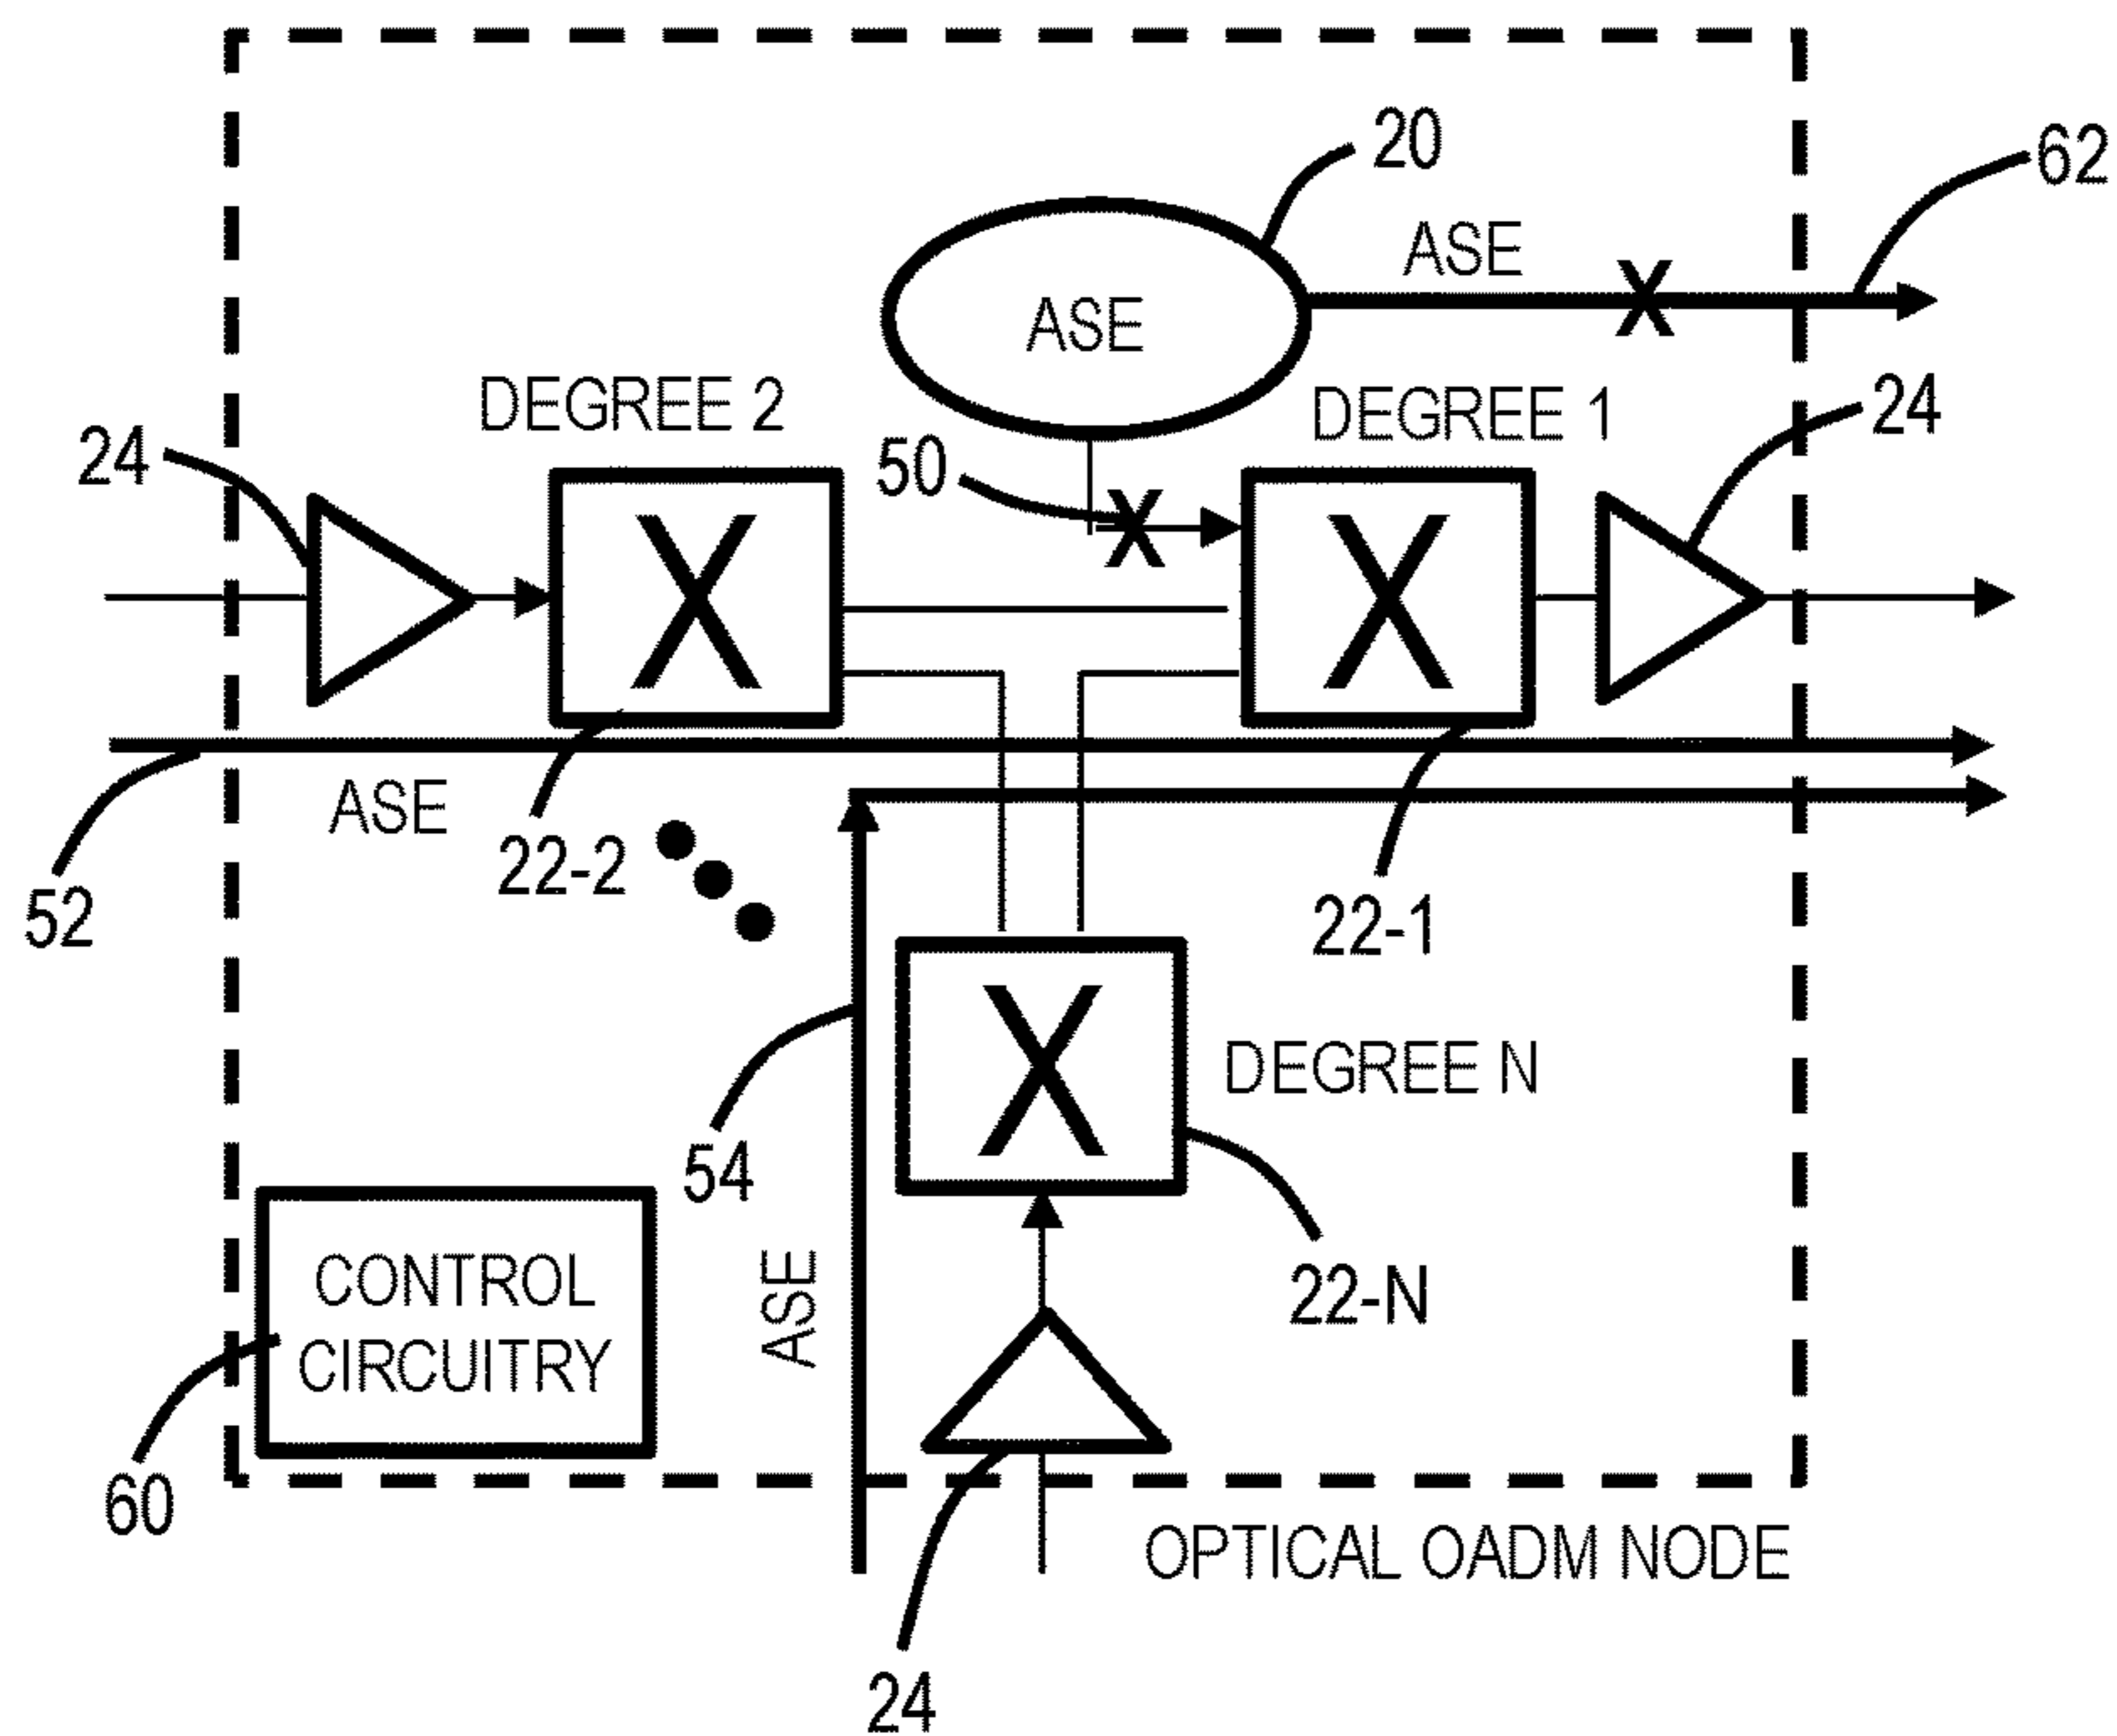 20
62
ASE
ASE
DEGREE 2
DEGREE 1
24
24
50
X
X
X
X
ASE
52
22-2
22-1
X
DEGREE N
54
22-N
ASE
CONTROL
CIRCUITRY
60
OPTICAL OADM NODE
24